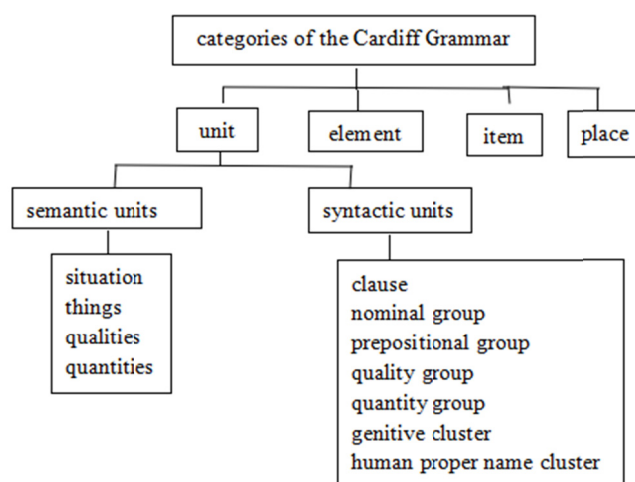 categories of the Cardiff Grammar
unit
element
item
place
semantic units
syntactic units
situation
things
qualities
quantities
clause
nominal group
prepositional group
quality group
quantity group
genitive cluster
human proper name cluster